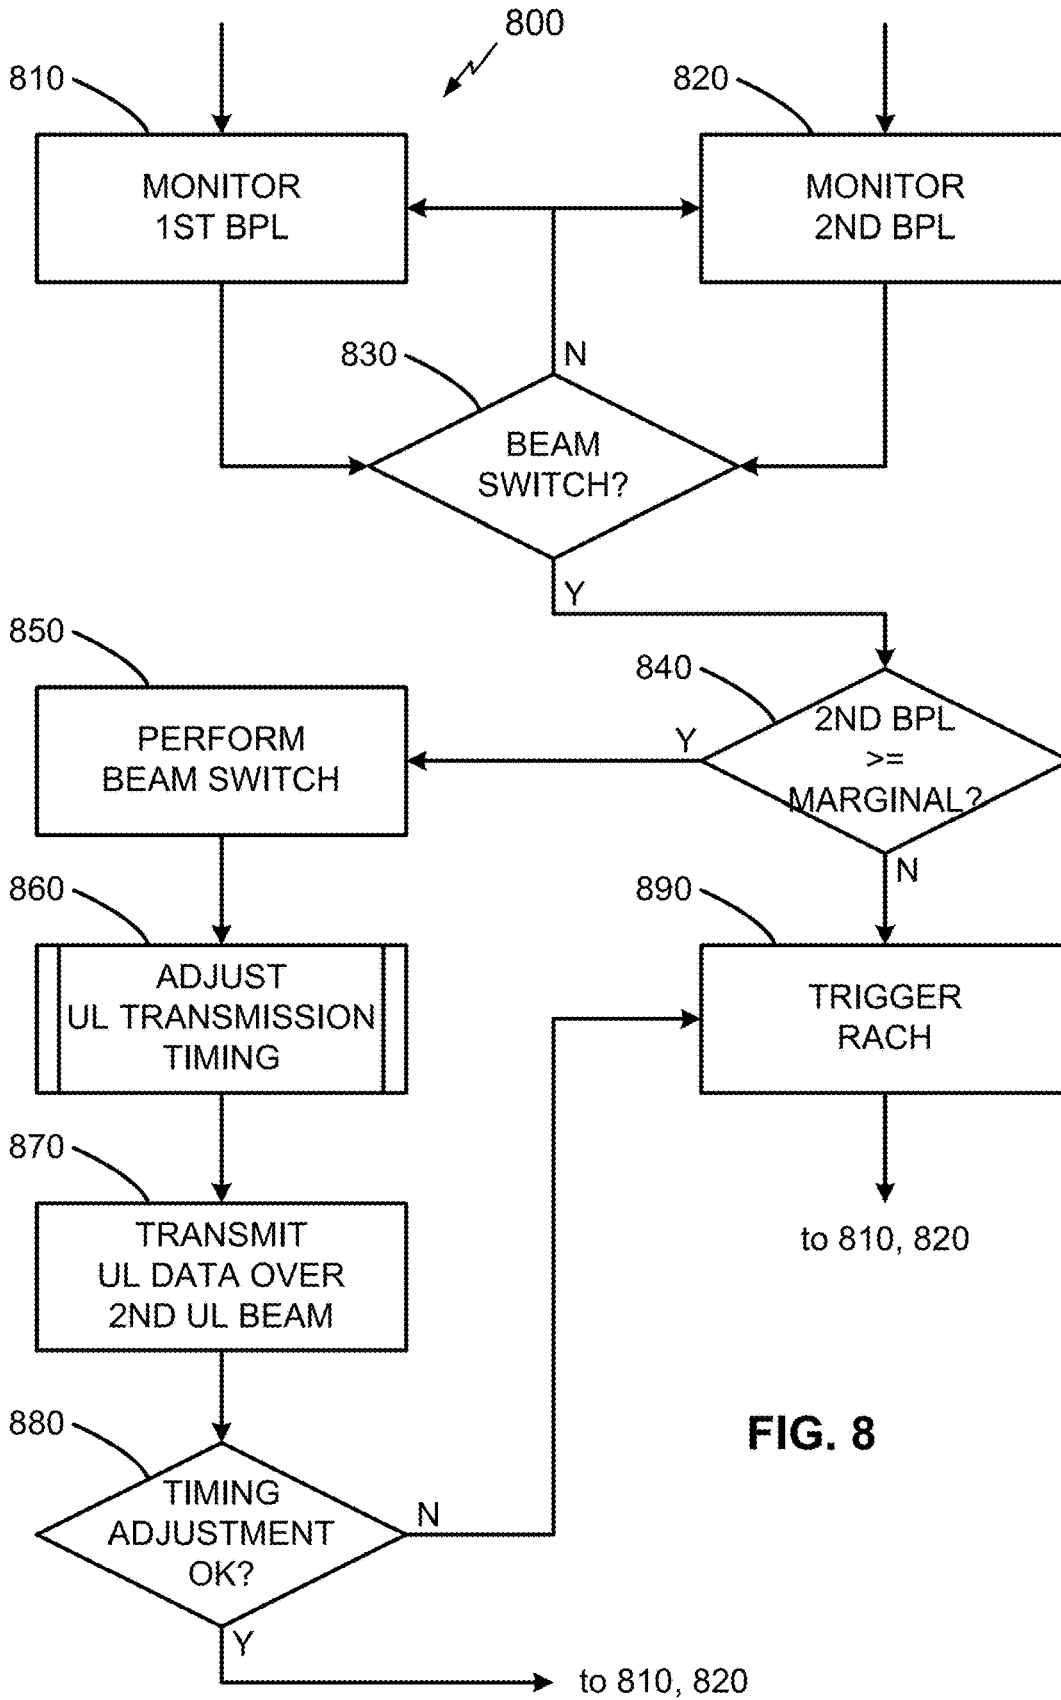 800
810
MONITOR
1ST BPL
820
MONITOR
2ND BPL
830
N
BEAM
SWITCH?
Y
840
2ND BPL
>=
MARGINAL?
Y
N
850
PERFORM
BEAM SWITCH
860
ADJUST
UL TRANSMISSION
TIMING
890
TRIGGER
RACH
to 810, 820
870
TRANSMIT
UL DATA OVER
2ND UL BEAM
880
TIMING
ADJUSTMENT
OK?
N
Y
to 810, 820
FIG. 8